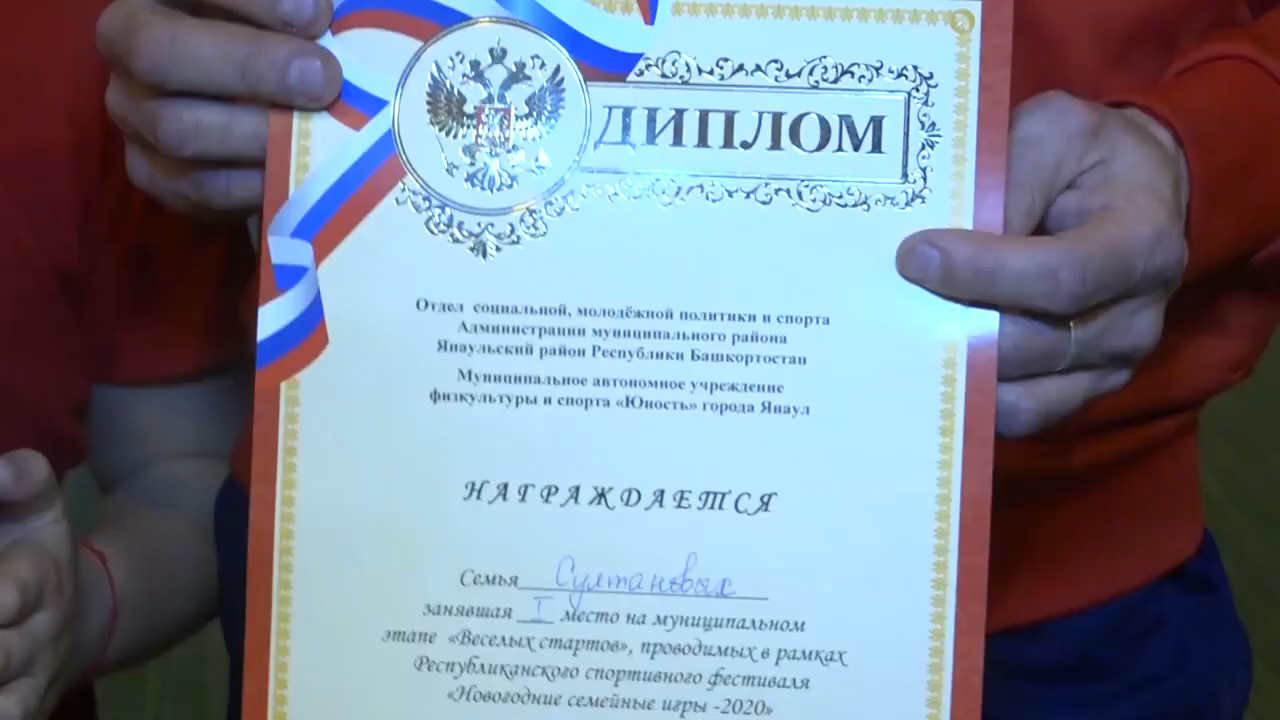 ДИПЛОМ
Отдел социальной, молодёжной политики и спорта
Администрации муниципального района
Янаульский район Республики Башкортостан
Муниципальное автономное учреждение
физкультуры и спорта «Юность» города Янаул
НАГРАЖДАЕТСЯ
Семья Султановых
занявшая I место на муниципальном
этапе «Веселых стартов», проводимых в рамках
Республиканского спортивного фестиваля
«Новогодние семейные игры -2020»